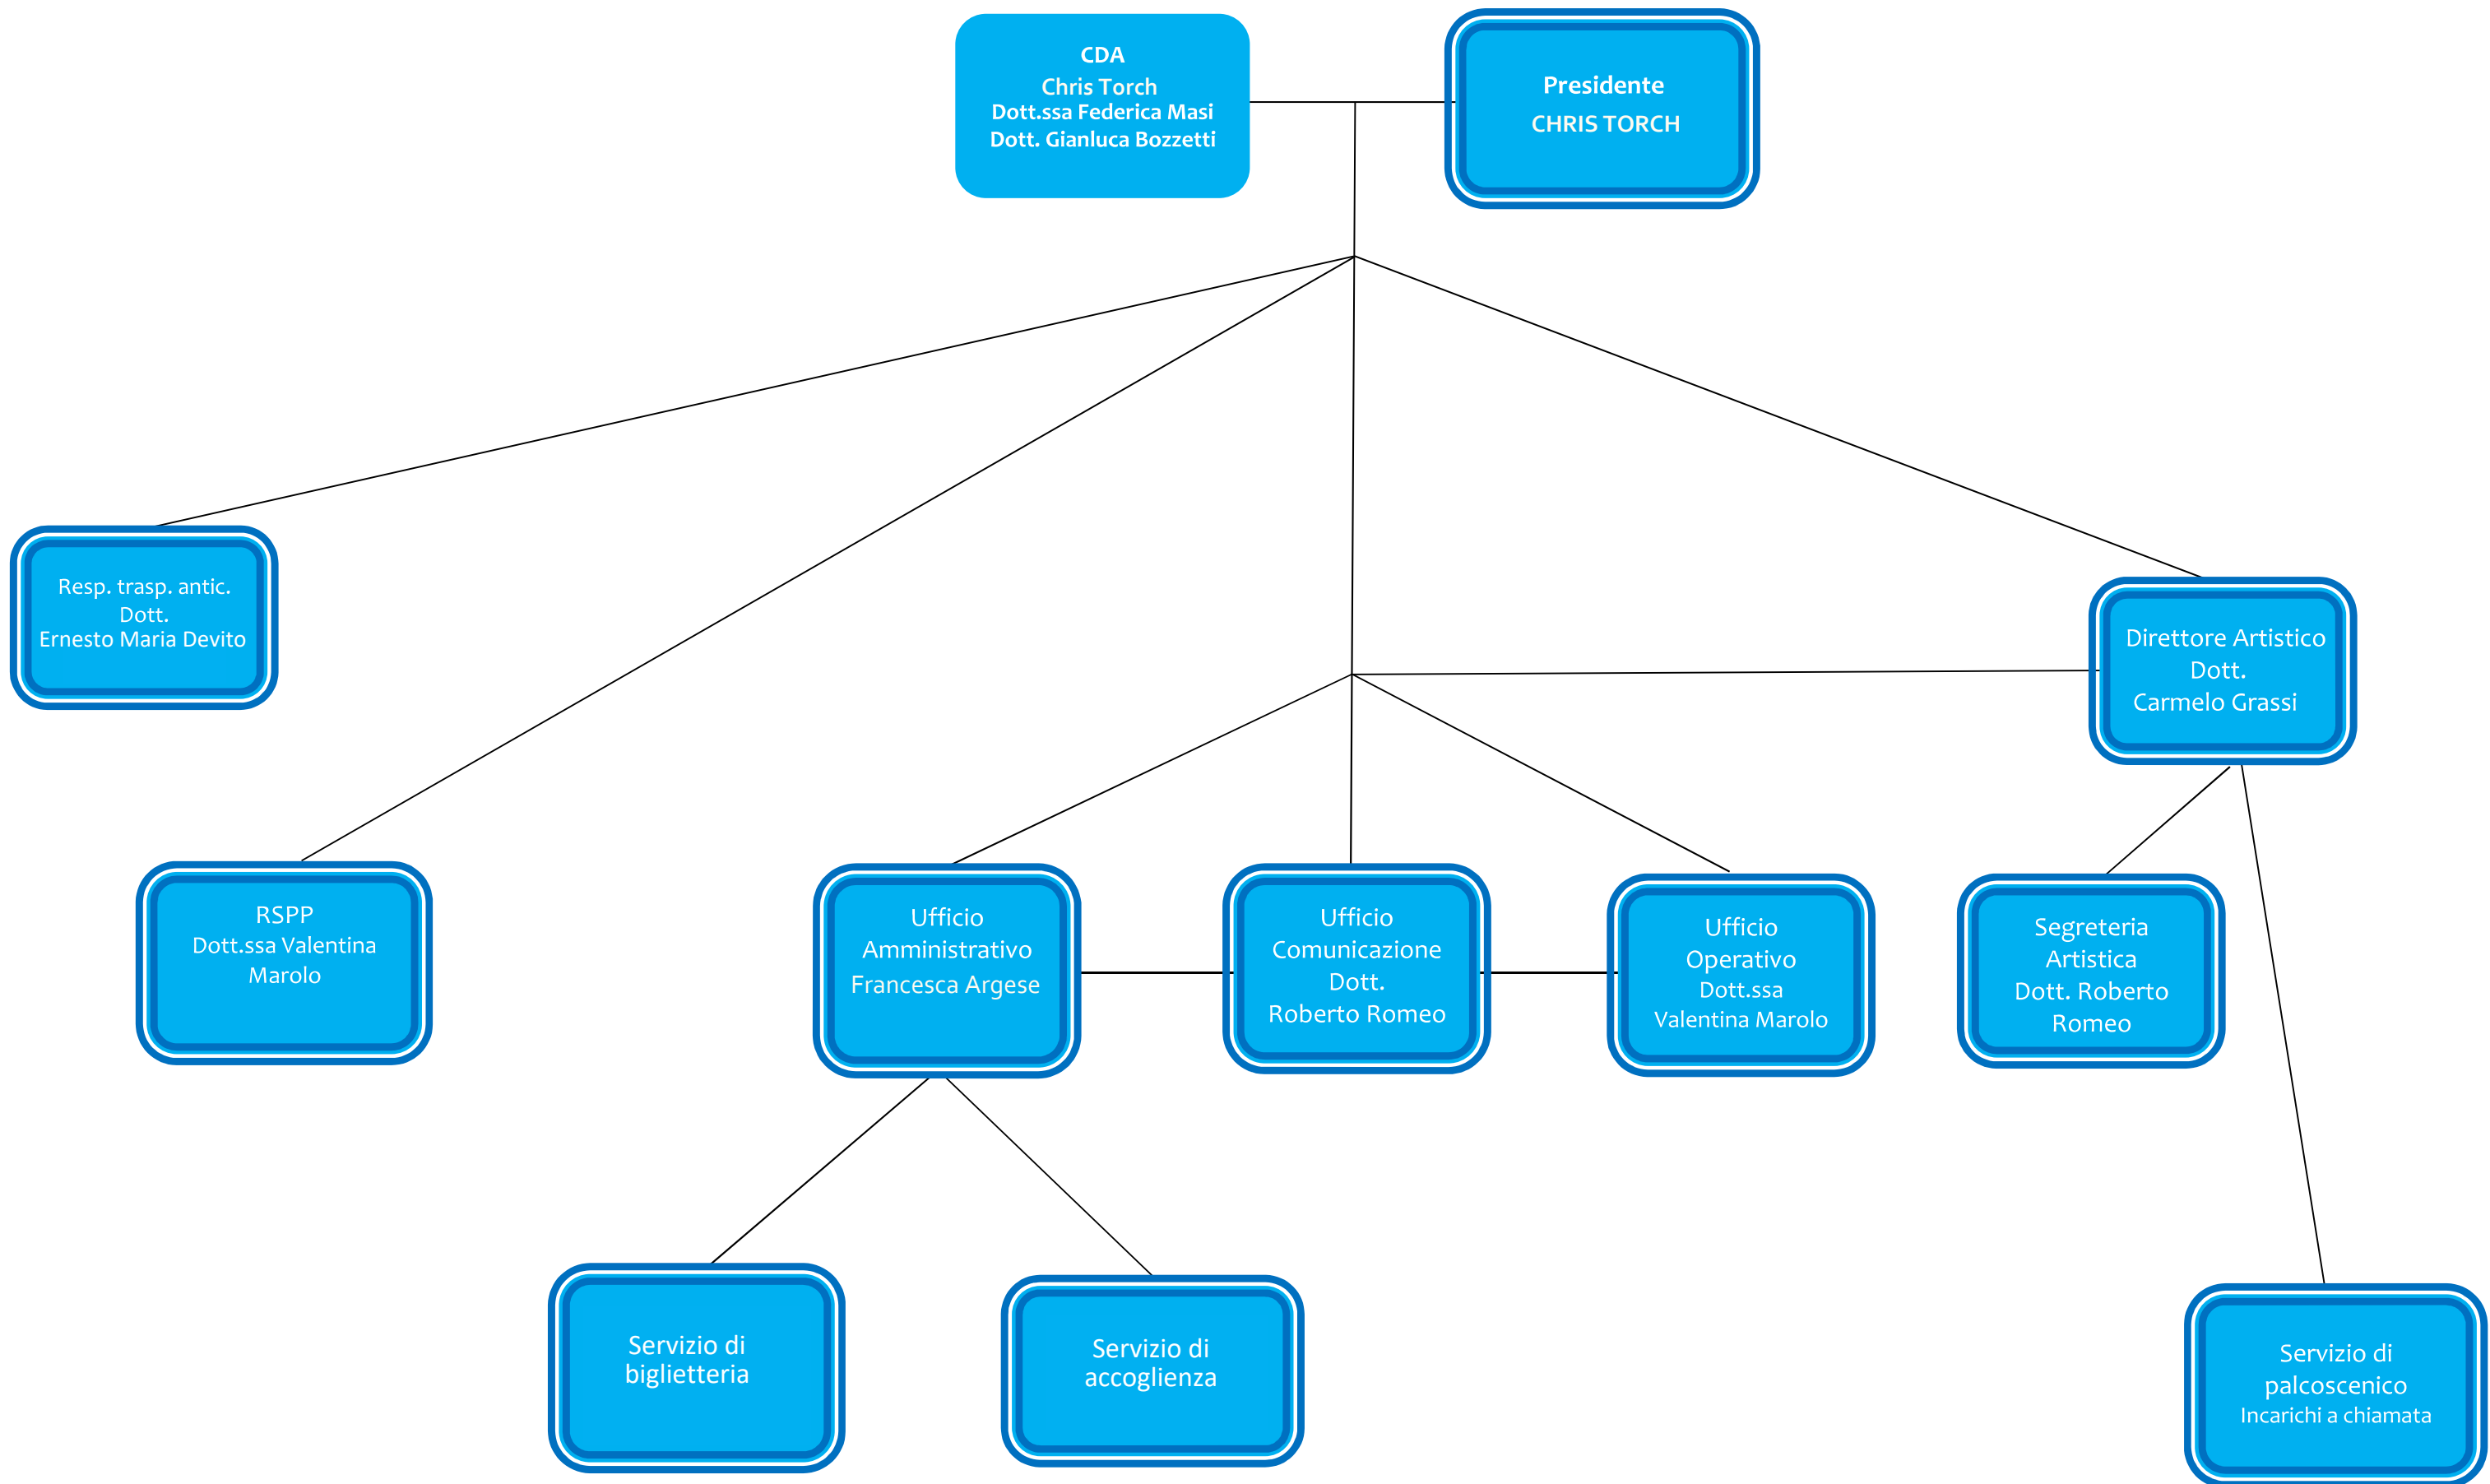 CDA
Chris Torch
Dott.ssa Federica Masi
Dott. Gianluca Bozzetti
Presidente
CHRIS TORCH
Resp. trasp. antic.
Dott.
Ernesto Maria Devito
Direttore Artistico
Dott.
Carmelo Grassi
RSPP
Dott.ssa Valentina
Marolo
Ufficio
Amministrativo
Francesca Argese
Ufficio
Comunicazione
Dott.
Roberto Romeo
Ufficio
Operativo
Dott.ssa
Valentina Marolo
Segreteria
Artistica
Dott. Roberto
Romeo
Servizio di
biglietteria
Servizio di
accoglienza
Servizio di
palcoscenico
Incarichi a chiamata